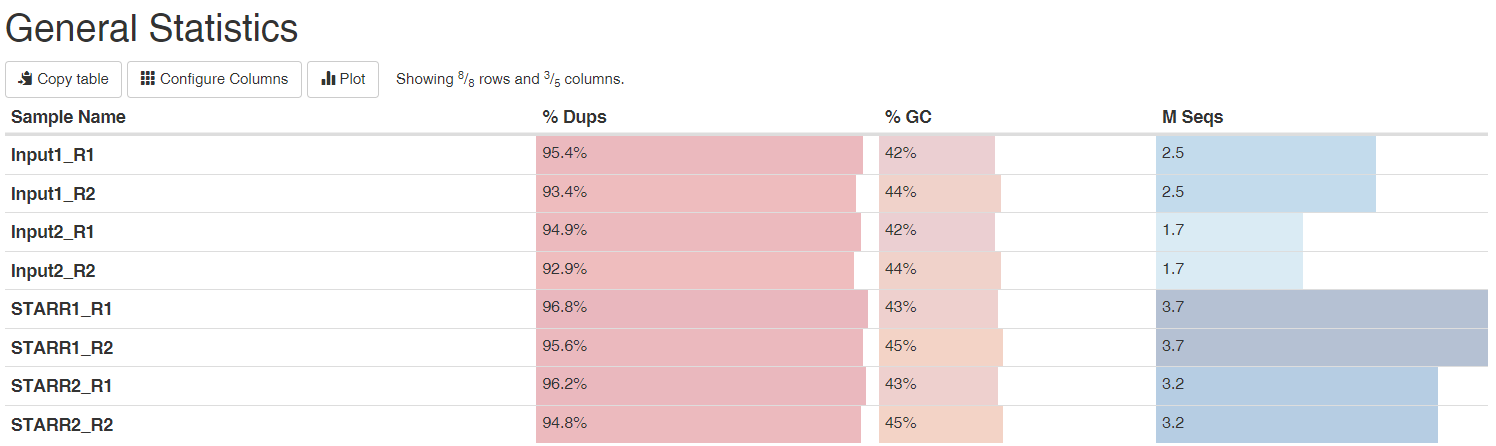 General Statistics
Copy table Configure Columns Plot Showing 8/8 rows and 3/5 columns.
Sample Name % Dups % GC M Seqs
Input1_R1 95.4% 42% 2.5
Input1_R2 93.4% 44% 2.5
Input2_R1 94.9% 42% 1.7
Input2_R2 92.9% 44% 1.7
STARR1_R1 96.8% 43% 3.7
STARR1_R2 95.6% 45% 3.7
STARR2_R1 96.2% 43% 3.2
STARR2_R2 94.8% 45% 3.2